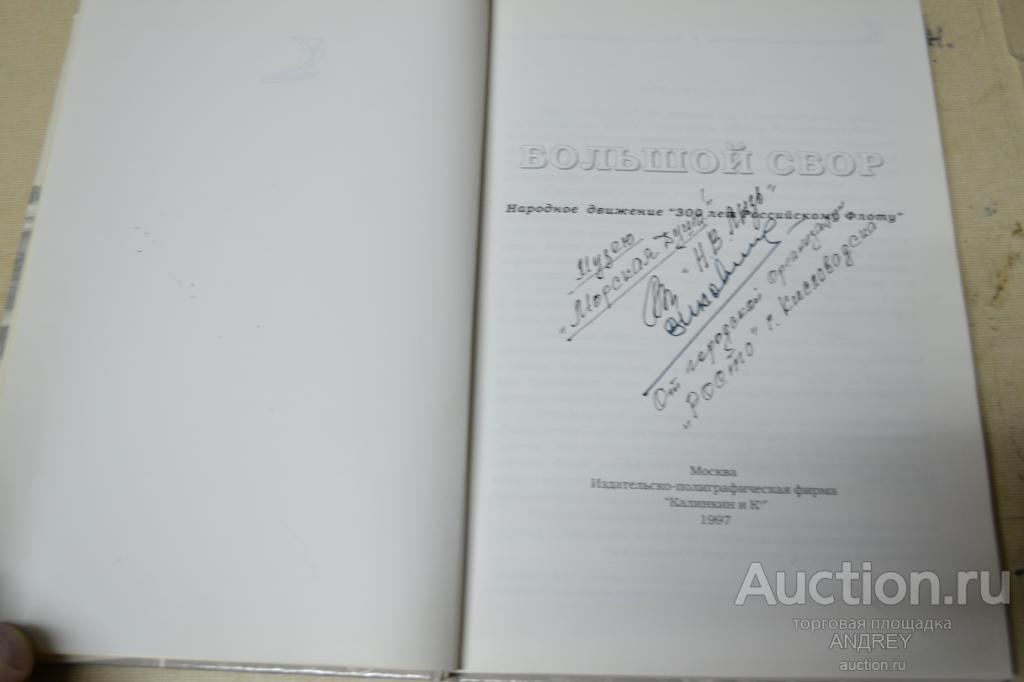 БОЛЬШОЙ СБОР
Народное движение "300 лет Российскому Флоту"
Музею
"Морская душа"
"Н.В.
От городской организации
"РОСТО" г. Кисловодска
Москва
Издательско-полиграфическая фирма
"Калинкин и К°"
1997
Auction.ru
торговая площадка
ANDREY
auction.ru